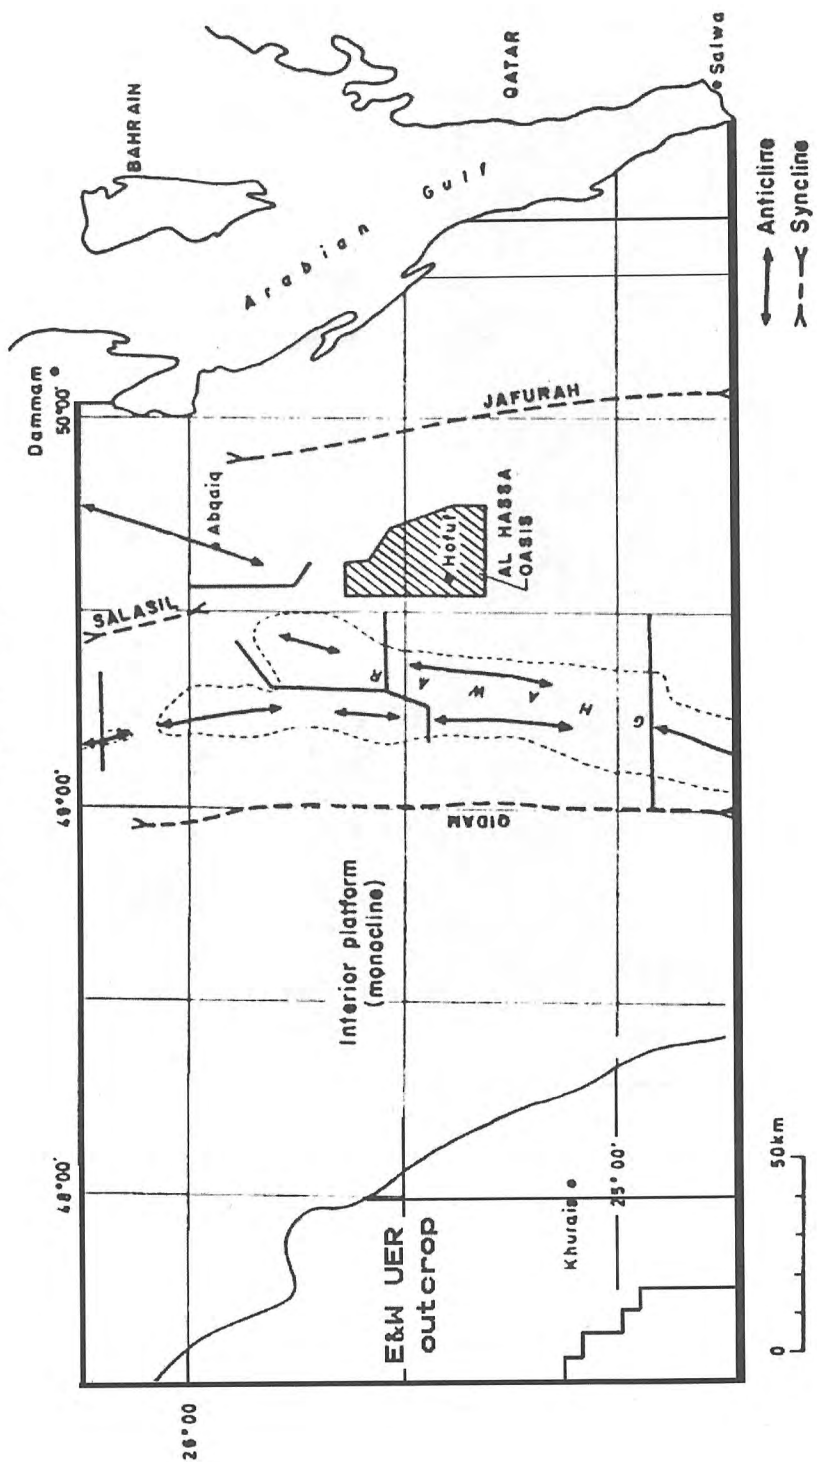 48°00'
49°00'
50°00'
Dammam
BAHRAIN
26°00
SALASIL
Abqaiq
Arabian Gulf
QATAR
E&W UER
outcrop
Interior platform
(monocline)
Hofuf
AL HASSA
OASIS
JAFURAH
QIDAM
GHAWAR
Khurais
25°00'
Salwa
0
50km
Anticline
Syncline